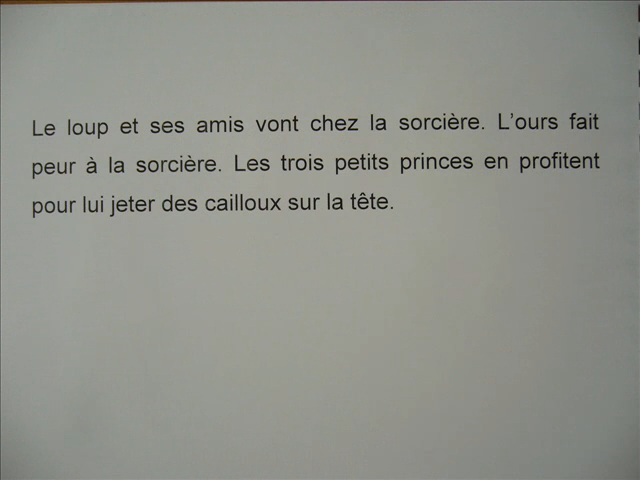 Le loup et ses amis vont chez la sorcière. L'ours fait
peur à la sorcière. Les trois petits princes en profitent
pour lui jeter des cailloux sur la tête.